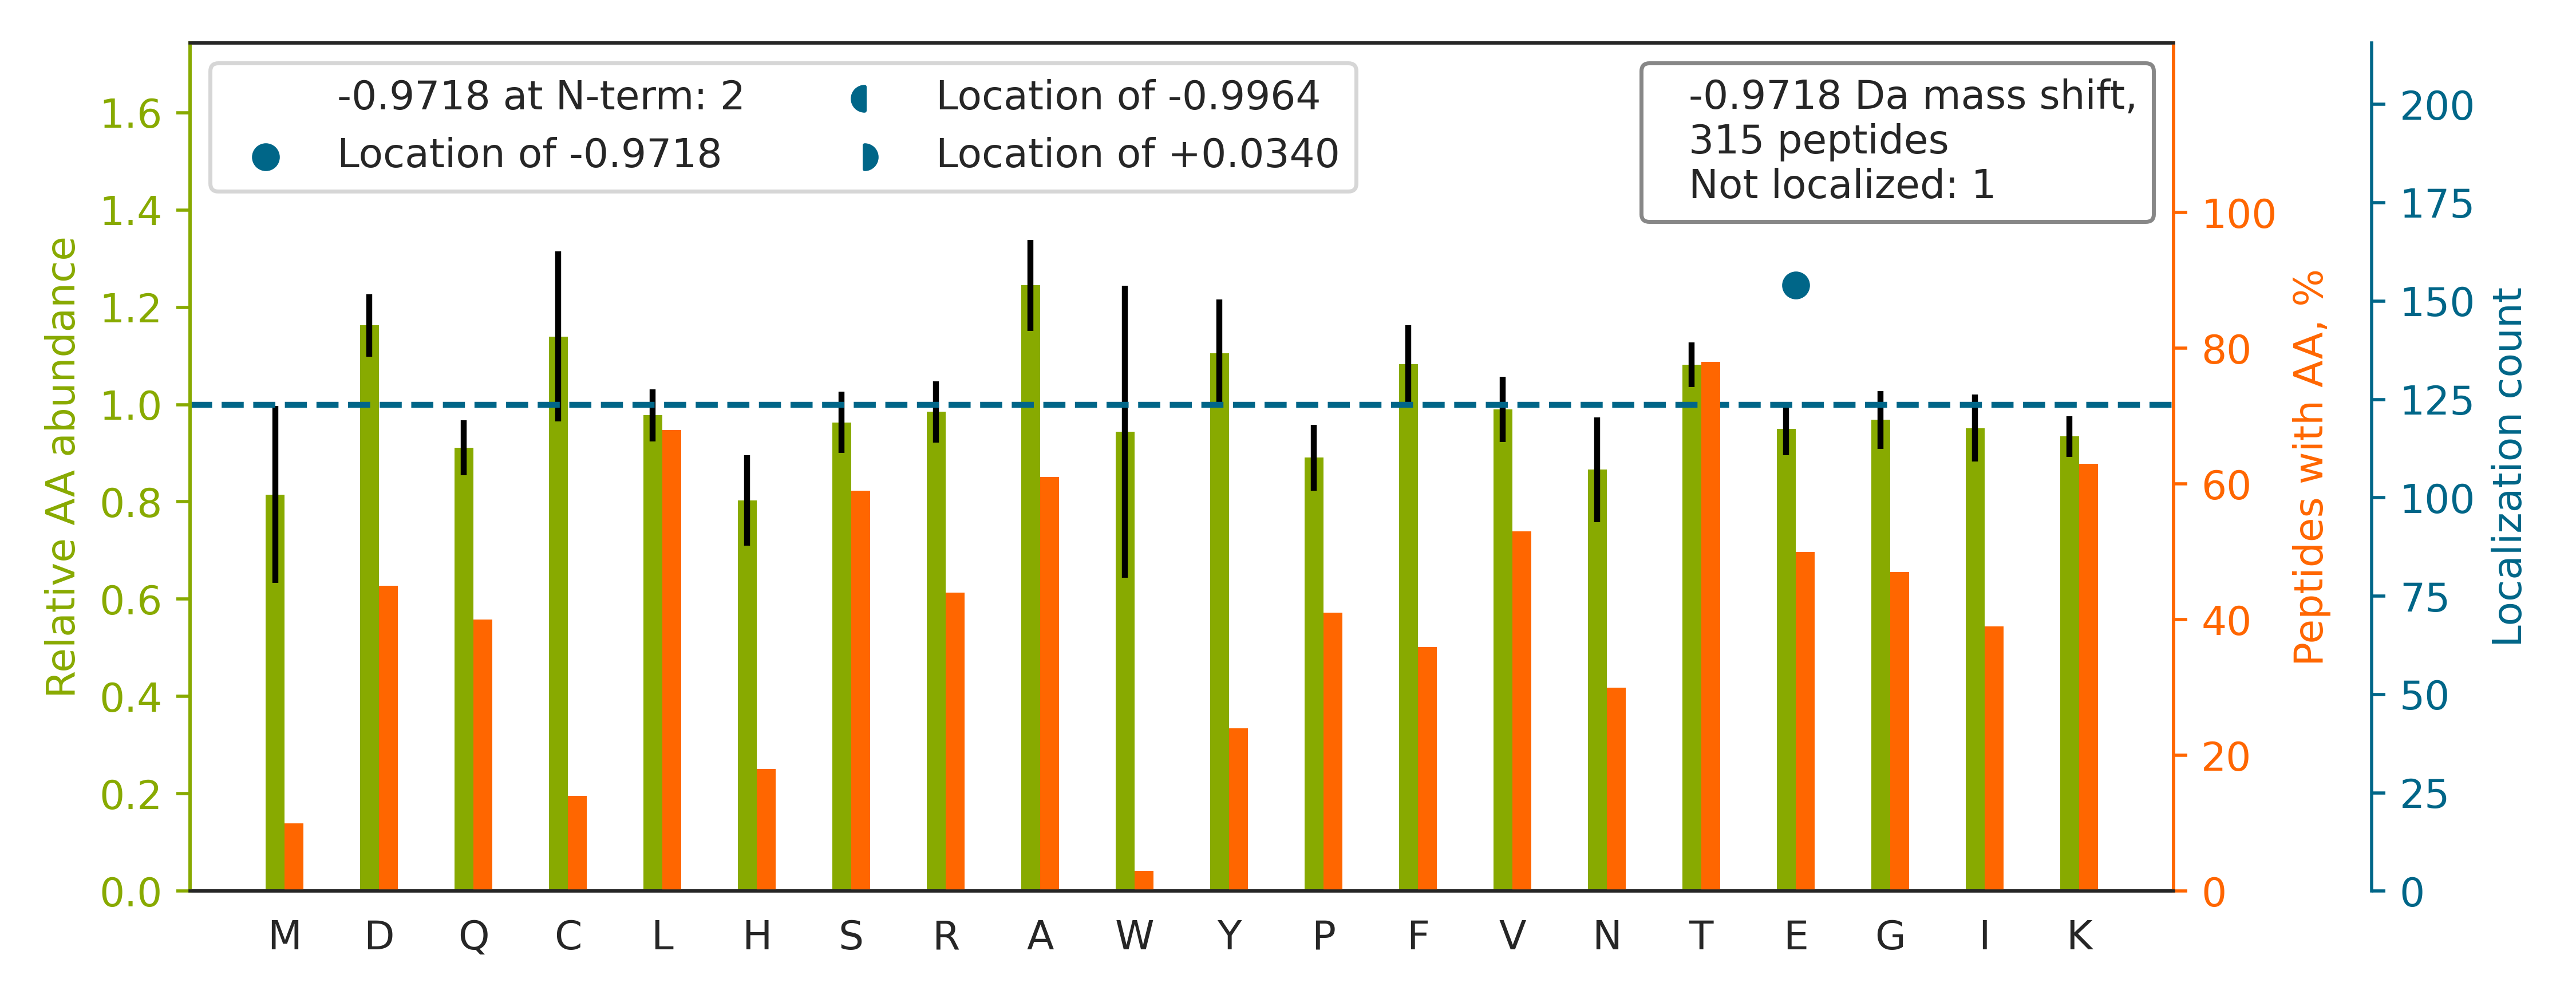 -0.9718 at N-term: 2
Location of -0.9718
Location of -0.9964
Location of +0.0340
-0.9718 Da mass shift,
315 peptides
Not localized: 1
Relative AA abundance
1.6
1.4
1.2
1.0
0.8
0.6
0.4
0.2
0.0
M D Q C L H S R A W Y P F V N T E G I K
100
80
60
40
20
0
Peptides with AA, %
200
175
150
125
100
75
50
25
0
Localization count